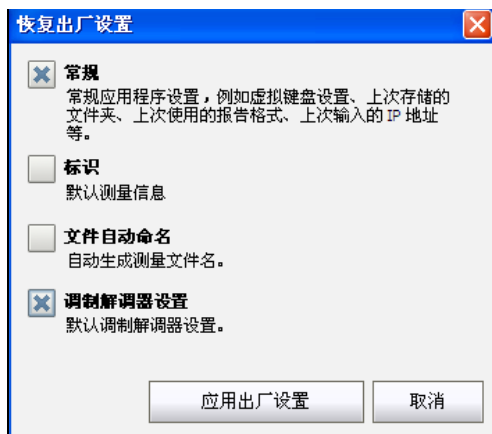 恢复出厂设置
常规
常规应用程序设置，例如虚拟键盘设置、上次存储的
文件夹、上次使用的报告格式、上次输入的 IP 地址
等。
标识
默认测量信息
文件自动命名
自动生成测量文件名。
调制解调器设置
默认调制解调器设置。
应用出厂设置
取消